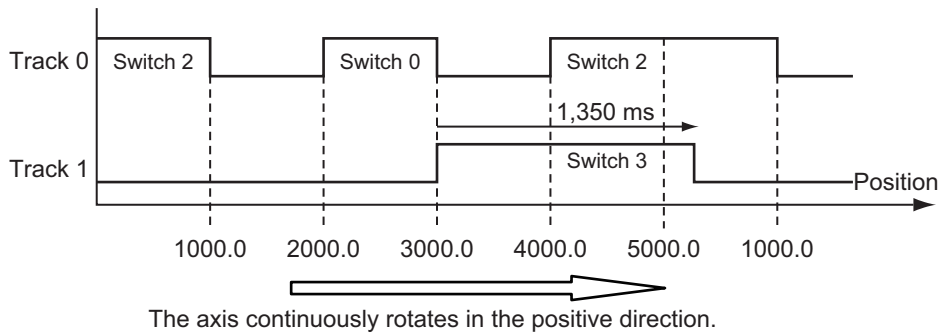 Track 0
Switch 2
Switch 0
Switch 2
1,350 ms
Track 1
Switch 3
Position
1000.0 2000.0 3000.0 4000.0 5000.0 1000.0
The axis continuously rotates in the positive direction.